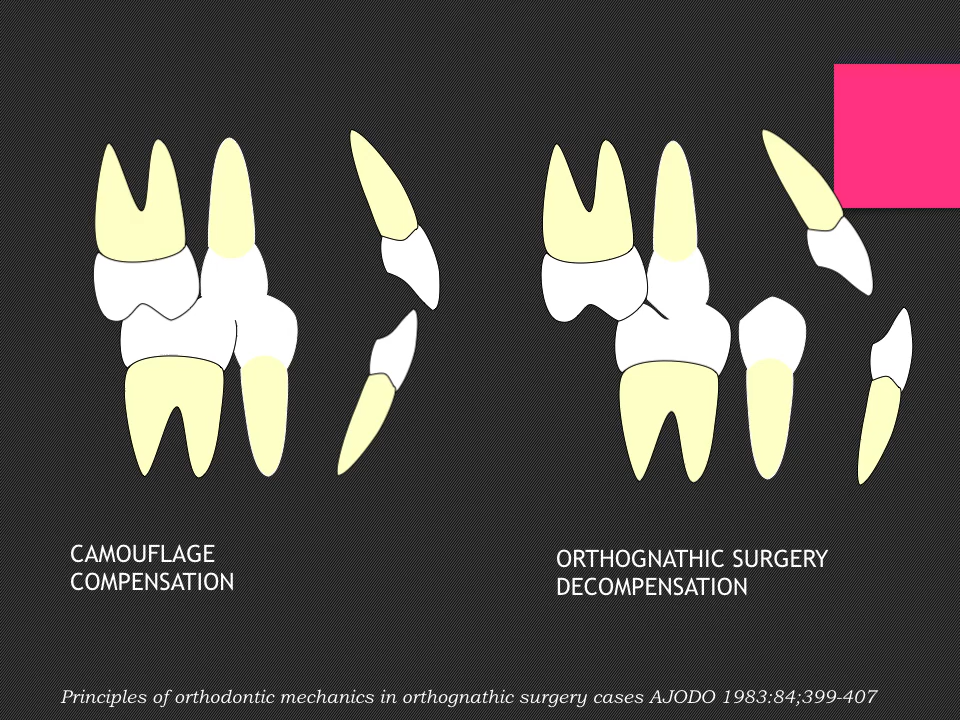 CAMOUFLAGE
COMPENSATION
ORTHOGNATHIC SURGERY
DECOMPENSATION
Principles of orthodontic mechanics in orthognathic surgery cases AJODO 1983:84;399-407